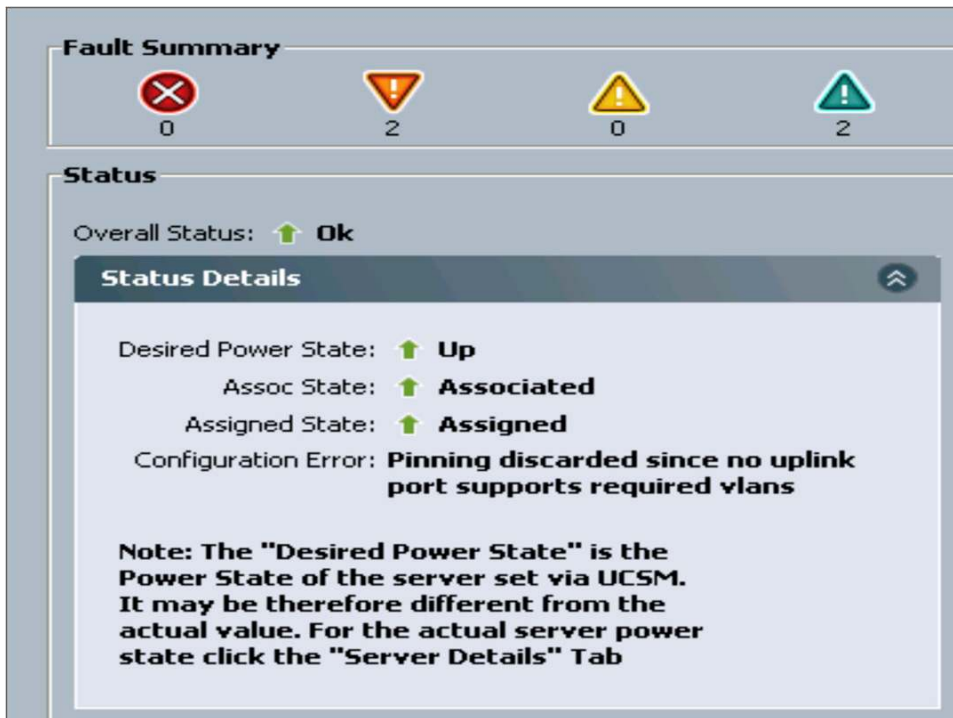 Fault Summary
0 2 0 2
Status
Overall Status: Ok
Status Details
Desired Power State: Up
Assoc State: Associated
Assigned State: Assigned
Configuration Error: Pinning discarded since no uplink
port supports required vlans
Note: The "Desired Power State" is the
Power State of the server set via UCSM.
It may be therefore different from the
actual value. For the actual server power
state click the "Server Details" Tab